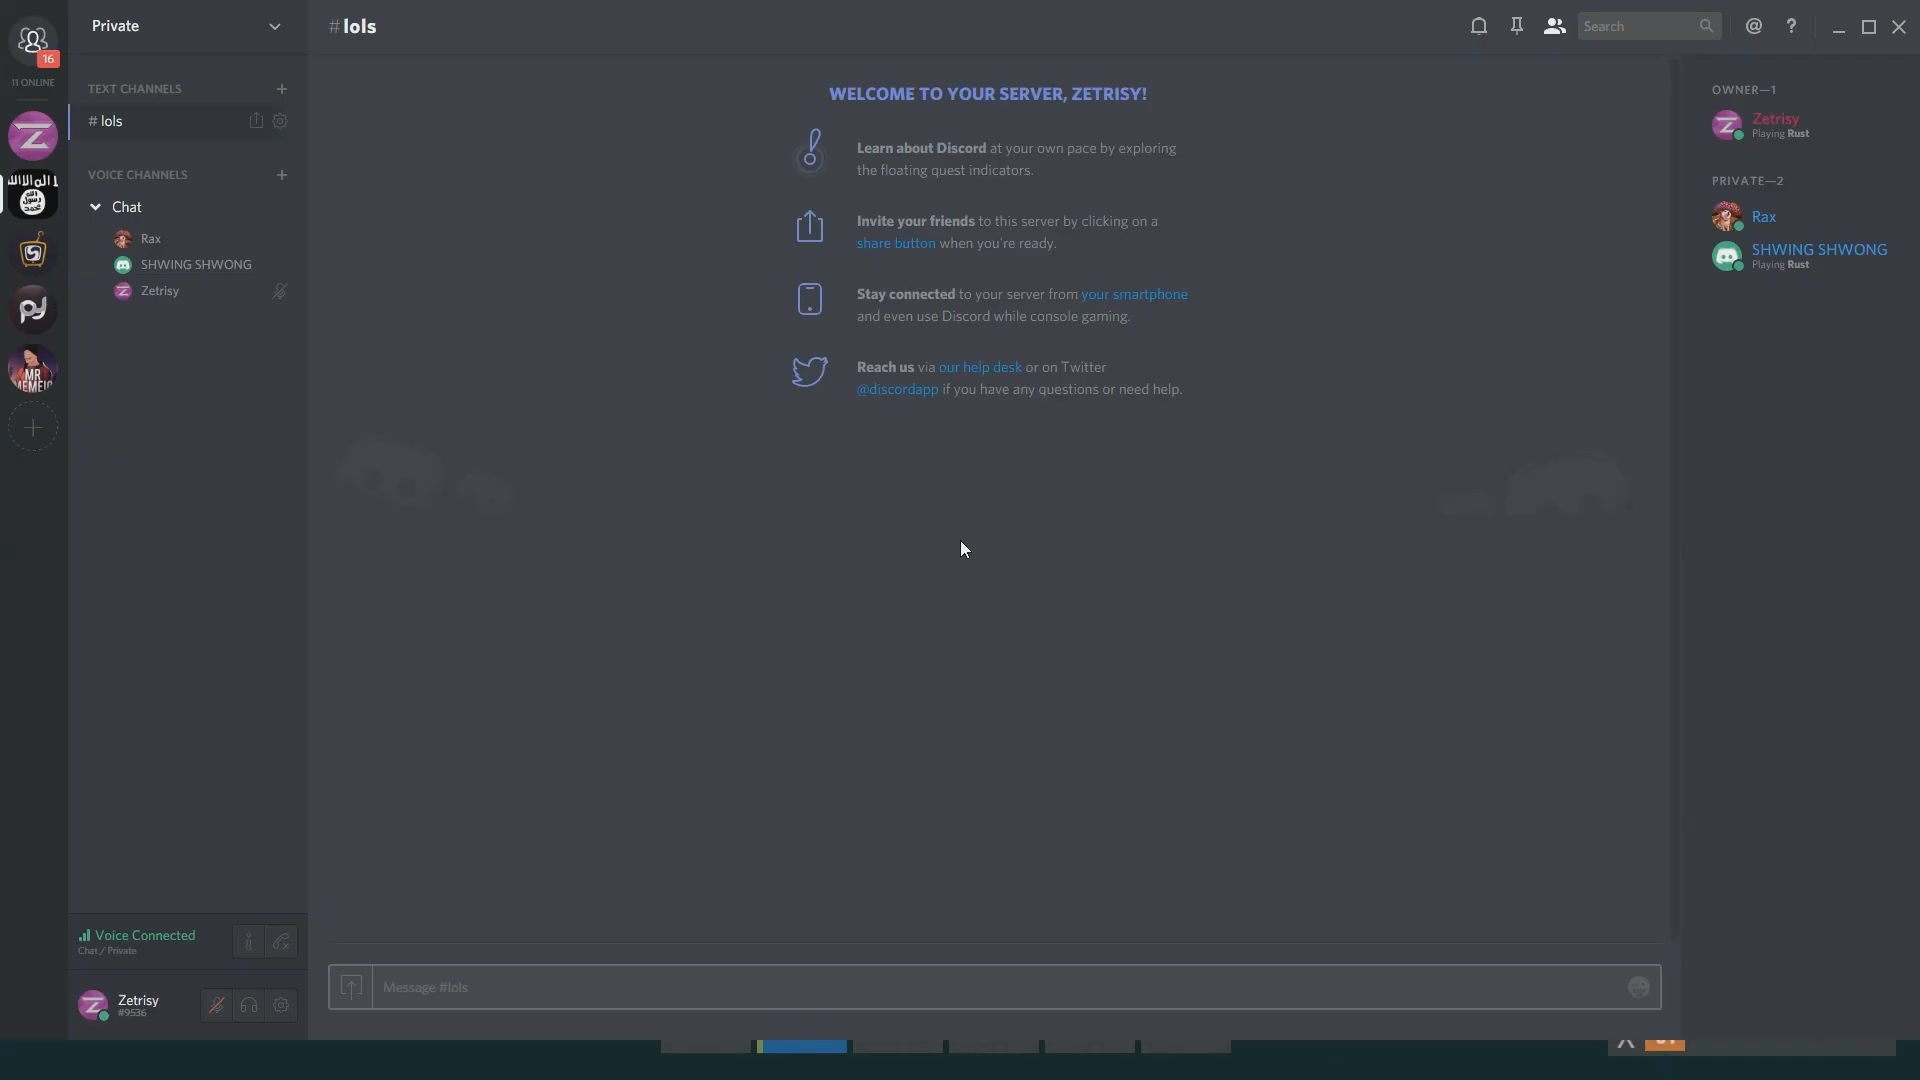 16
11 ONLINE
Private
TEXT CHANNELS
# lols
VOICE CHANNELS
Chat
Rax
SHWING SHWONG
Zetrisy
Voice Connected
Chat / Private
Zetrisy
#9536
#lols
Search
WELCOME TO YOUR SERVER, ZETRISY!
Learn about Discord at your own pace by exploring
the floating quest indicators.
Invite your friends to this server by clicking on a
share button when you're ready.
Stay connected to your server from your smartphone
and even use Discord while console gaming.
Reach us via our help desk or on Twitter
@discordapp if you have any questions or need help.
Message #lols
OWNER—1
Zetrisy
Playing Rust
PRIVATE—2
Rax
SHWING SHWONG
Playing Rust